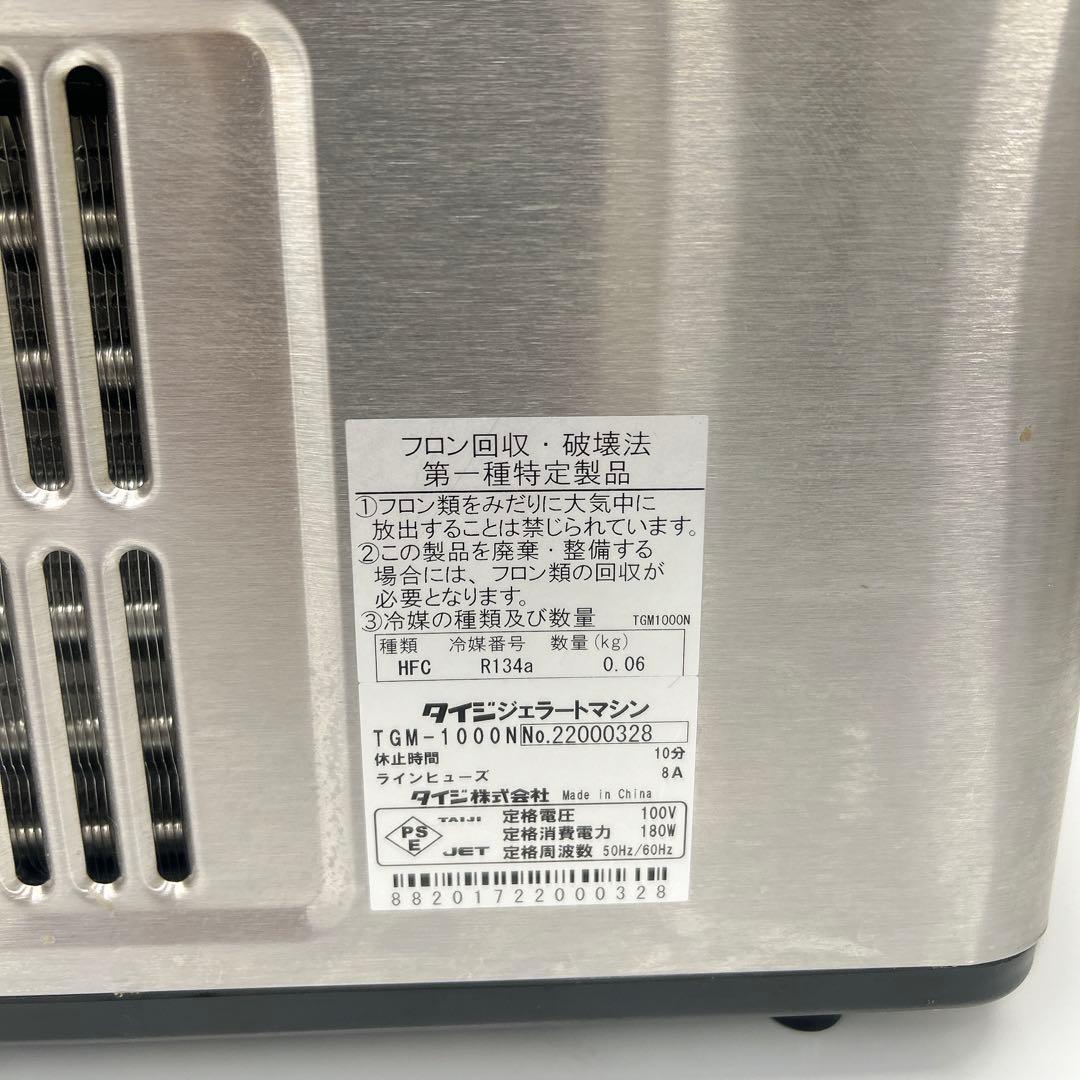 フロン回収・破壊法
第一種特定製品
①フロン類をみだりに大気中に
放出することは禁じられています。
②この製品を廃棄・整備する
場合には、フロン類の回収が
必要となります。
③冷媒の種類及び数量 TGM1000N
種類 冷媒番号 数量(kg)
HFC R134a 0.06
タイジジェラートマシン
TGM-1000N No.22000328
休止時間 10分
ラインヒューズ 8A
タイジ株式会社 Made in China
PSE TAIJI 定格電圧 100V
定格消費電力 180W
JET 定格周波数 50Hz/60Hz
88201722000328